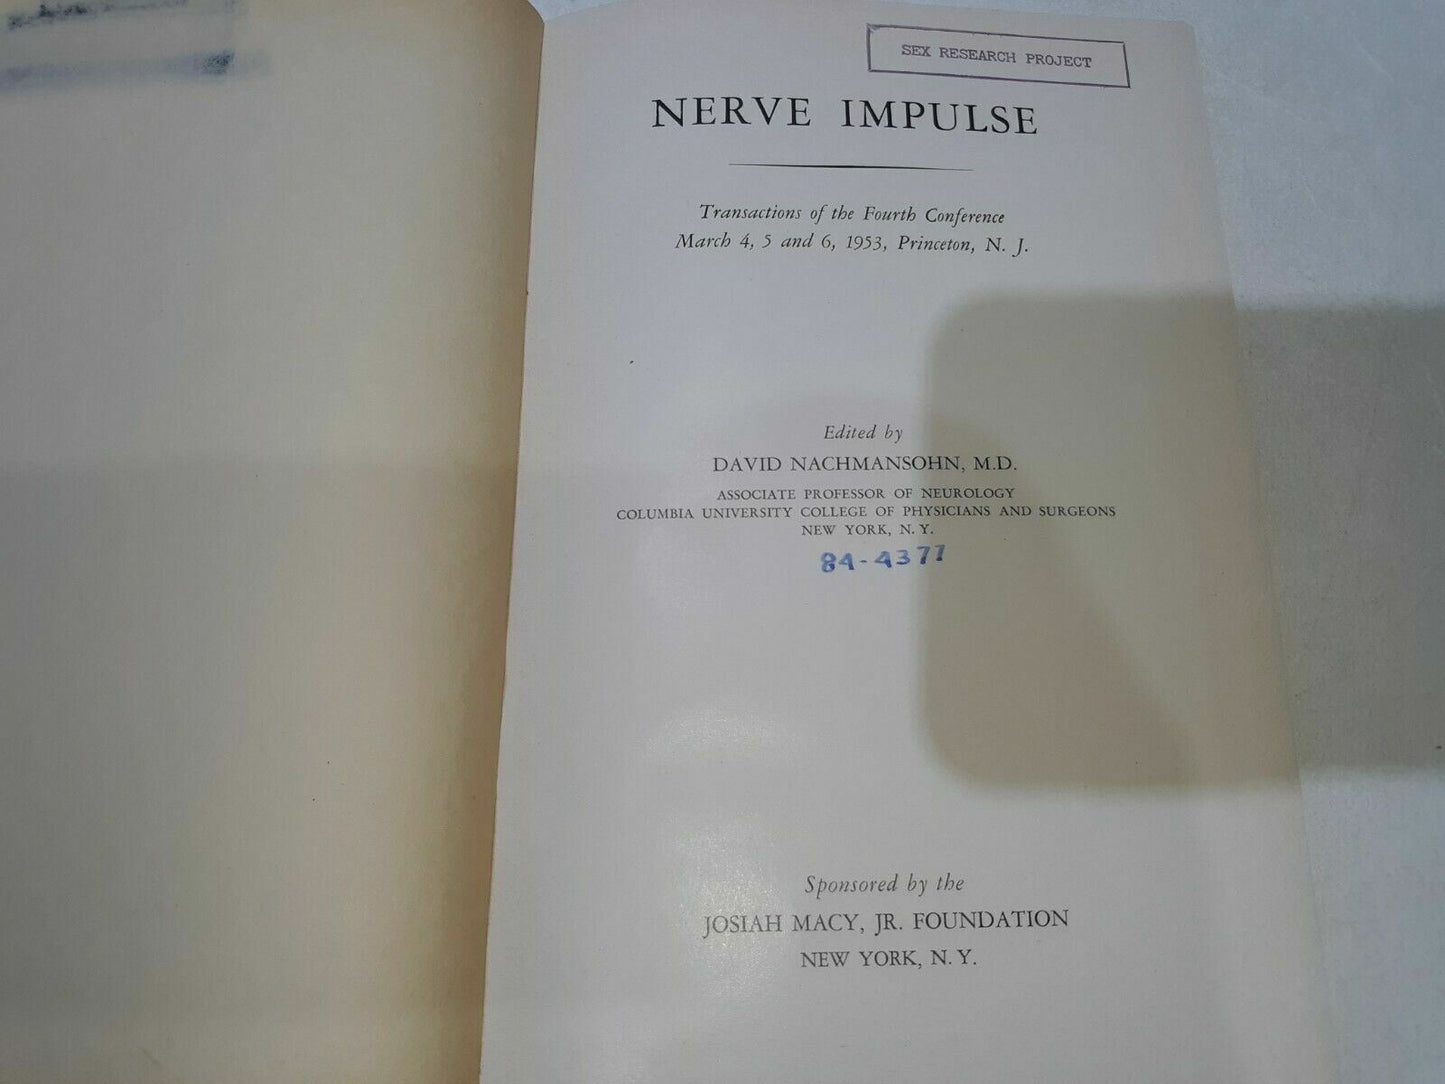 SEX RESEARCH PROJECT
NERVE IMPULSE
Transactions of the Fourth Conference
March 4, 5 and 6, 1953, Princeton, N. J.
Edited by
DAVID NACHMANSOHN, M.D.
ASSOCIATE PROFESSOR OF NEUROLOGY
COLUMBIA UNIVERSITY COLLEGE OF PHYSICIANS AND SURGEONS
NEW YORK, N. Y.
84-4377
Sponsored by the
JOSIAH MACY, JR. FOUNDATION
NEW YORK, N. Y.